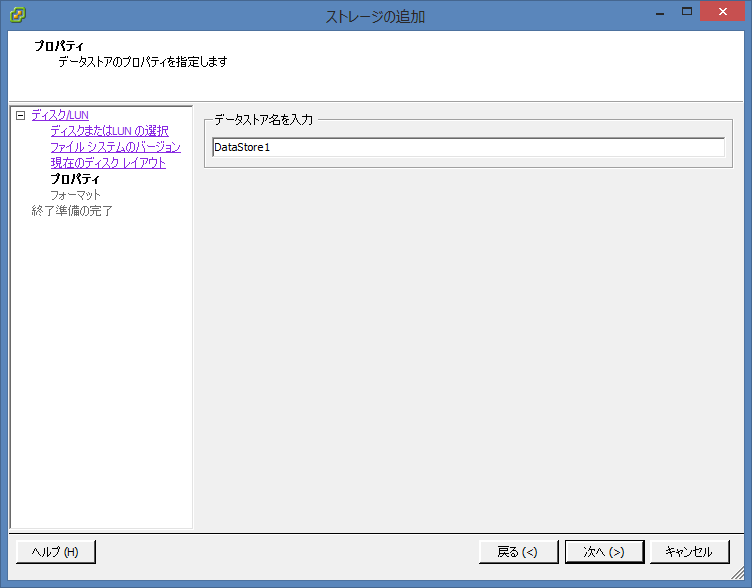 ストレージの追加
プロパティ
データストアのプロパティを指定します
ディスク/LUN
ディスクまたはLUN の選択
ファイル システムのバージョン
現在のディスク レイアウト
プロパティ
フォーマット
終了準備の完了
データストア名を入力
DataStore1
ヘルプ (H)
戻る (<)
次へ (>)
キャンセル